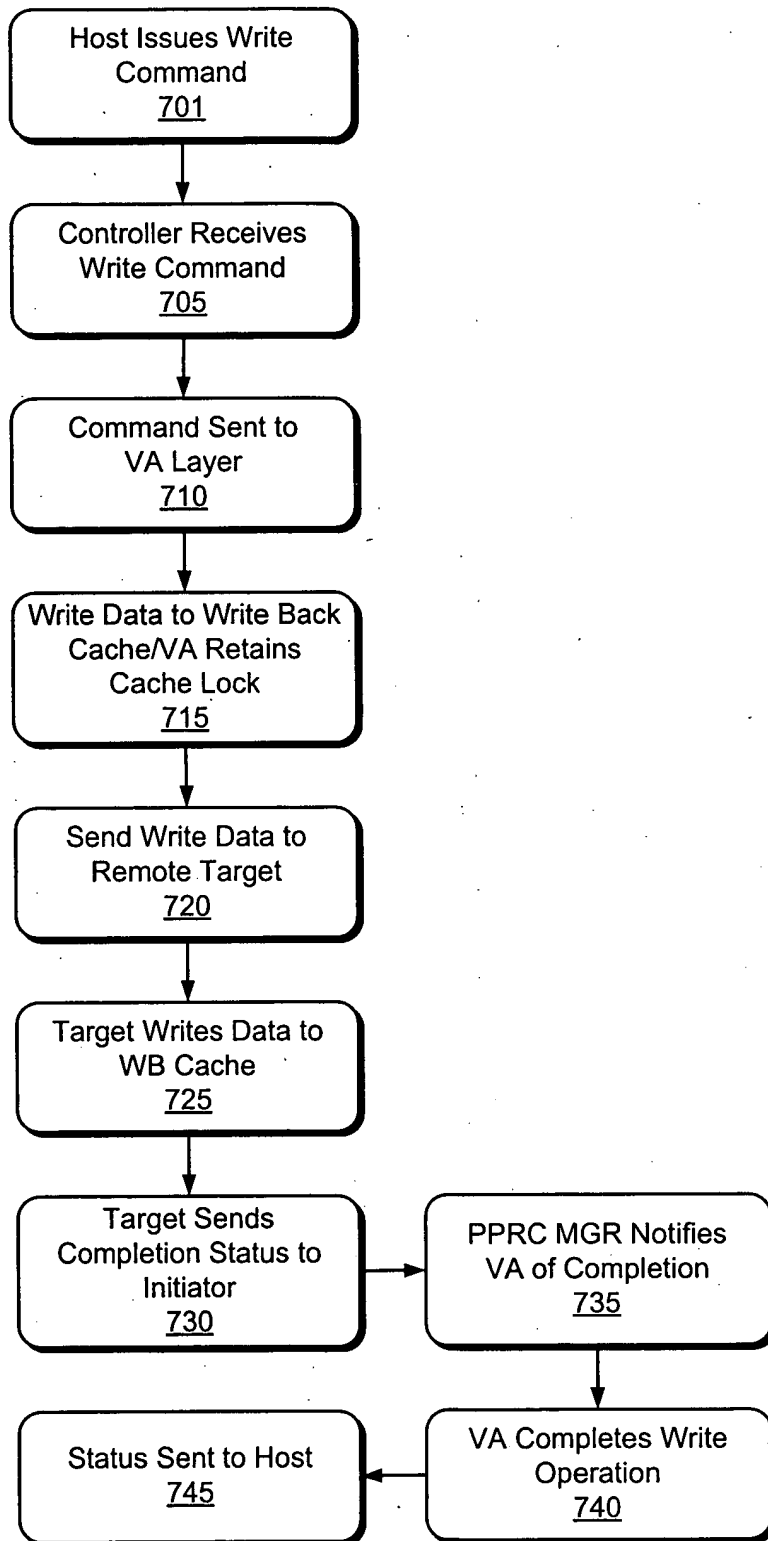 Host Issues Write
Command
701
Controller Receives
Write Command
705
Command Sent to
VA Layer
710
Write Data to Write Back
Cache/VA Retains
Cache Lock
715
Send Write Data to
Remote Target
720
Target Writes Data to
WB Cache
725
Target Sends
Completion Status to
Initiator
730
PPRC MGR Notifies
VA of Completion
735
VA Completes Write
Operation
740
Status Sent to Host
745